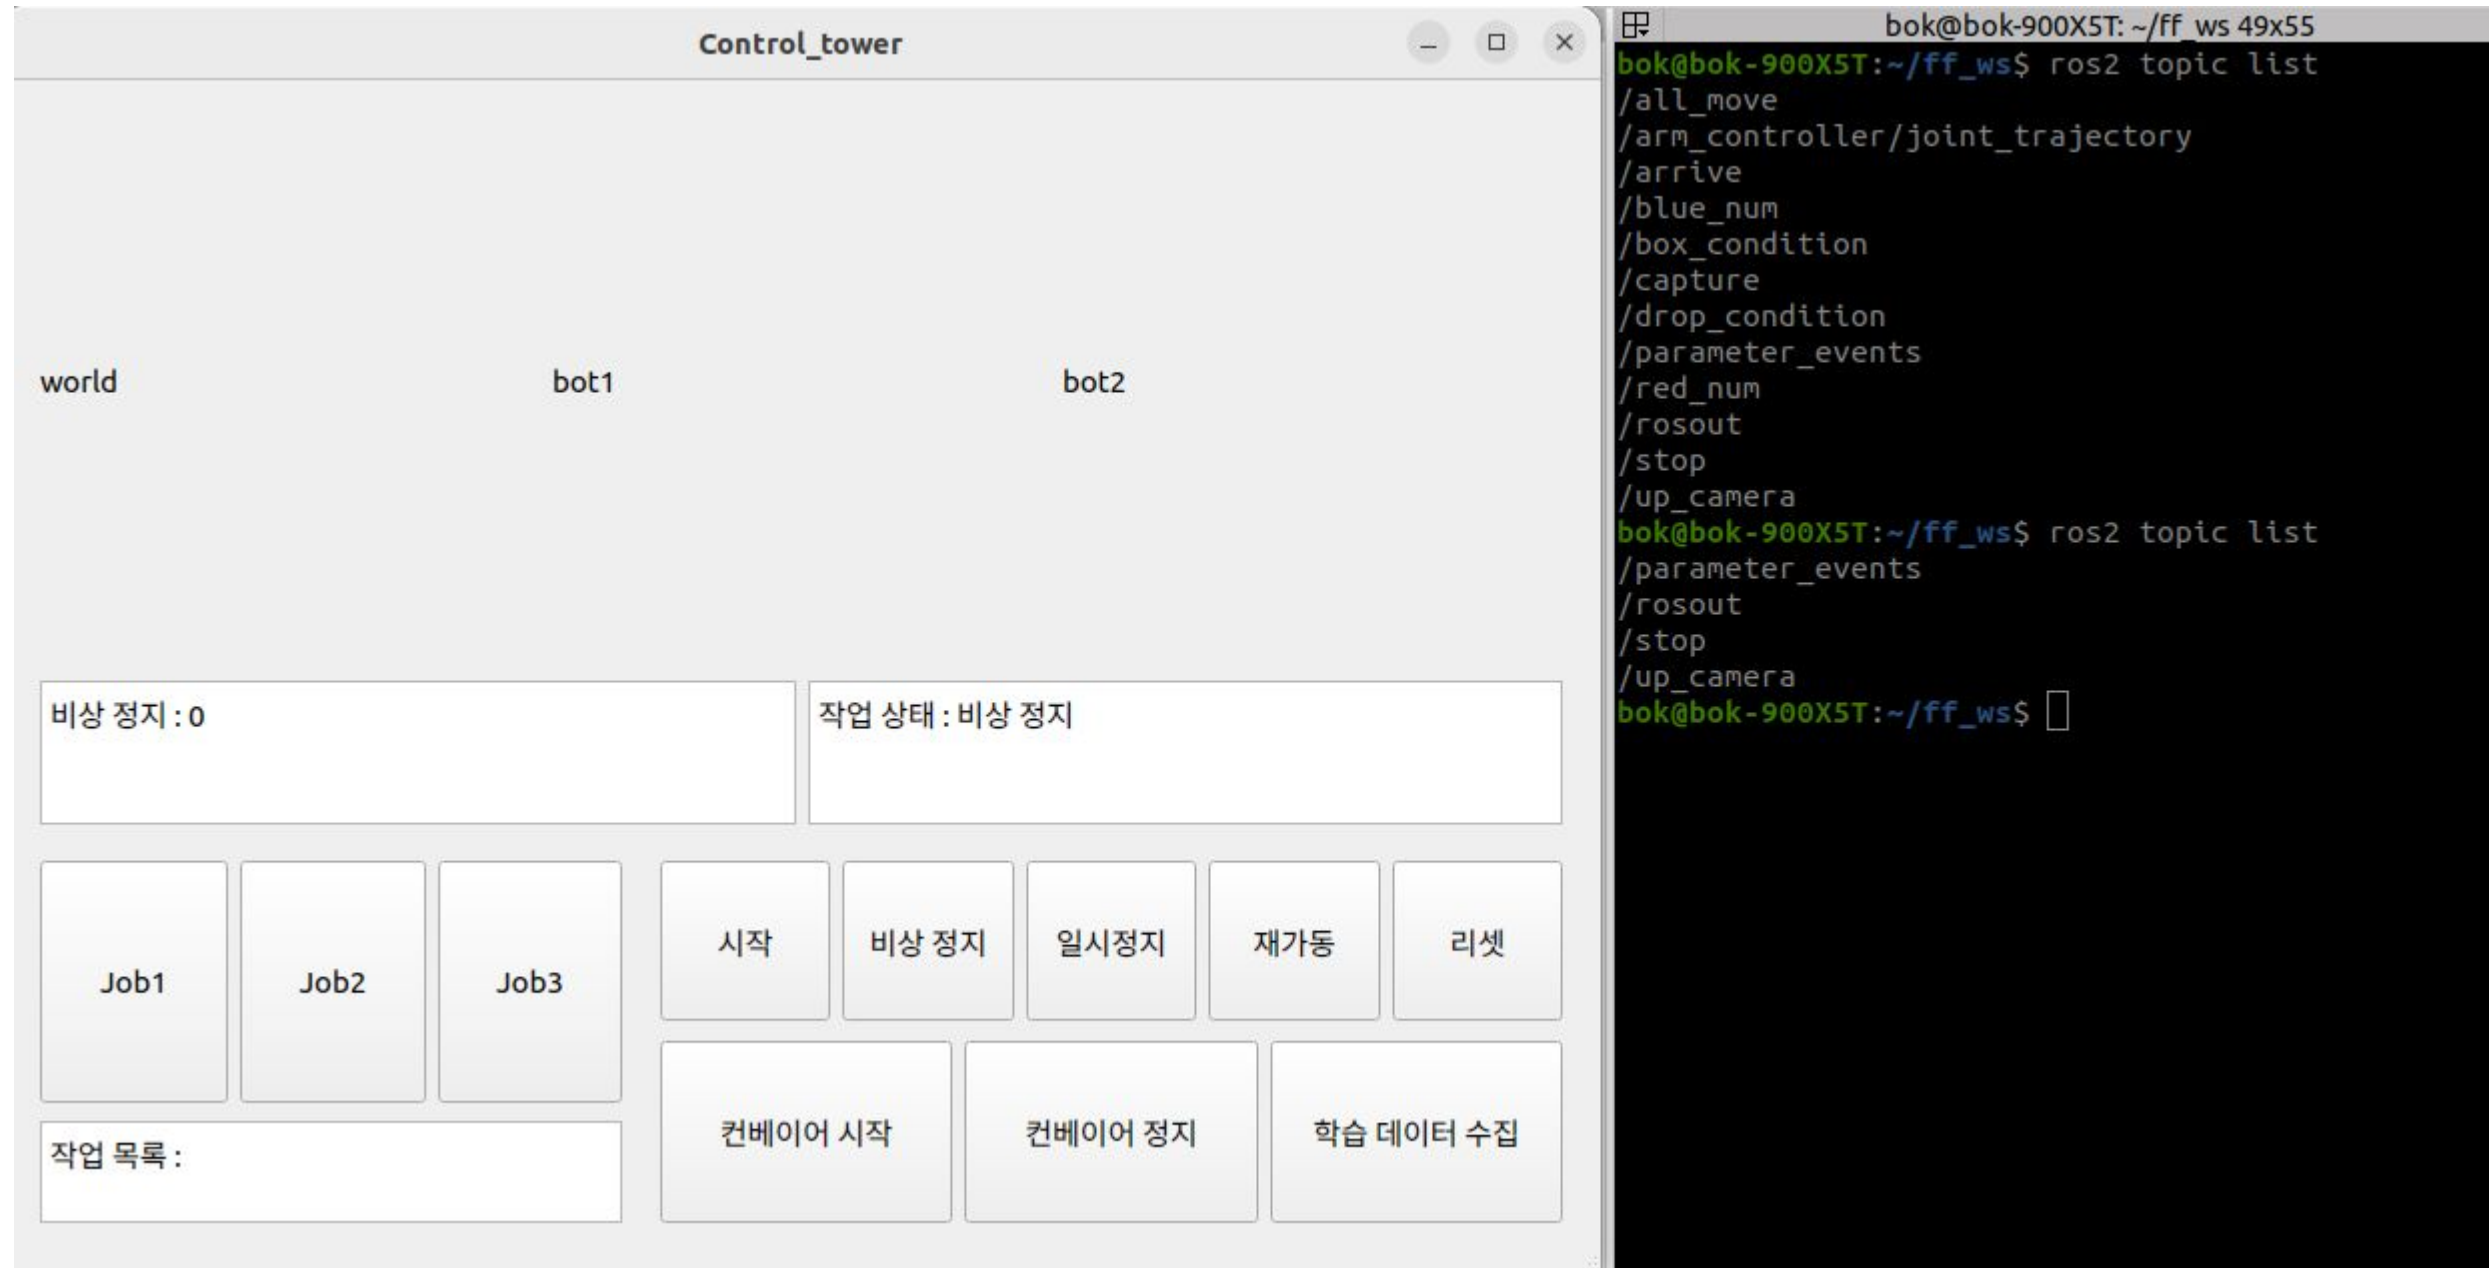 Control_tower
world
bot1
bot2
비상 정지 : 0
작업 상태 : 비상 정지
Job1
Job2
Job3
시작
비상 정지
일시정지
재가동
리셋
컨베이어 시작
컨베이어 정지
학습 데이터 수집
작업 목록 :
bok@bok-900X5T: ~/ff_ws 49x55
bok@bok-900X5T:~/ff_ws$ ros2 topic list
/all_move
/arm_controller/joint_trajectory
/arrive
/blue_num
/box_condition
/capture
/drop_condition
/parameter_events
/red_num
/rosout
/stop
/up_camera
bok@bok-900X5T:~/ff_ws$ ros2 topic list
/parameter_events
/rosout
/stop
/up_camera
bok@bok-900X5T:~/ff_ws$